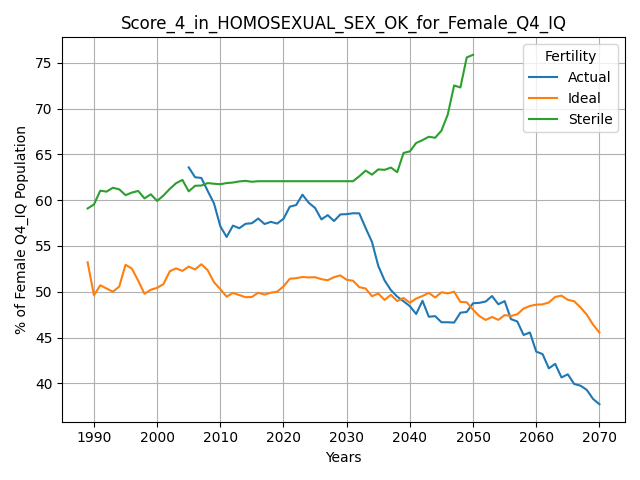 Score_4_in_HOMOSEXUAL_SEX_OK_for_Female_Q4_IQ
% of Female Q4_IQ Population
75
70
65
60
55
50
45
40
Fertility
Actual
Ideal
Sterile
1990 2000 2010 2020 2030 2040 2050 2060 2070
Years